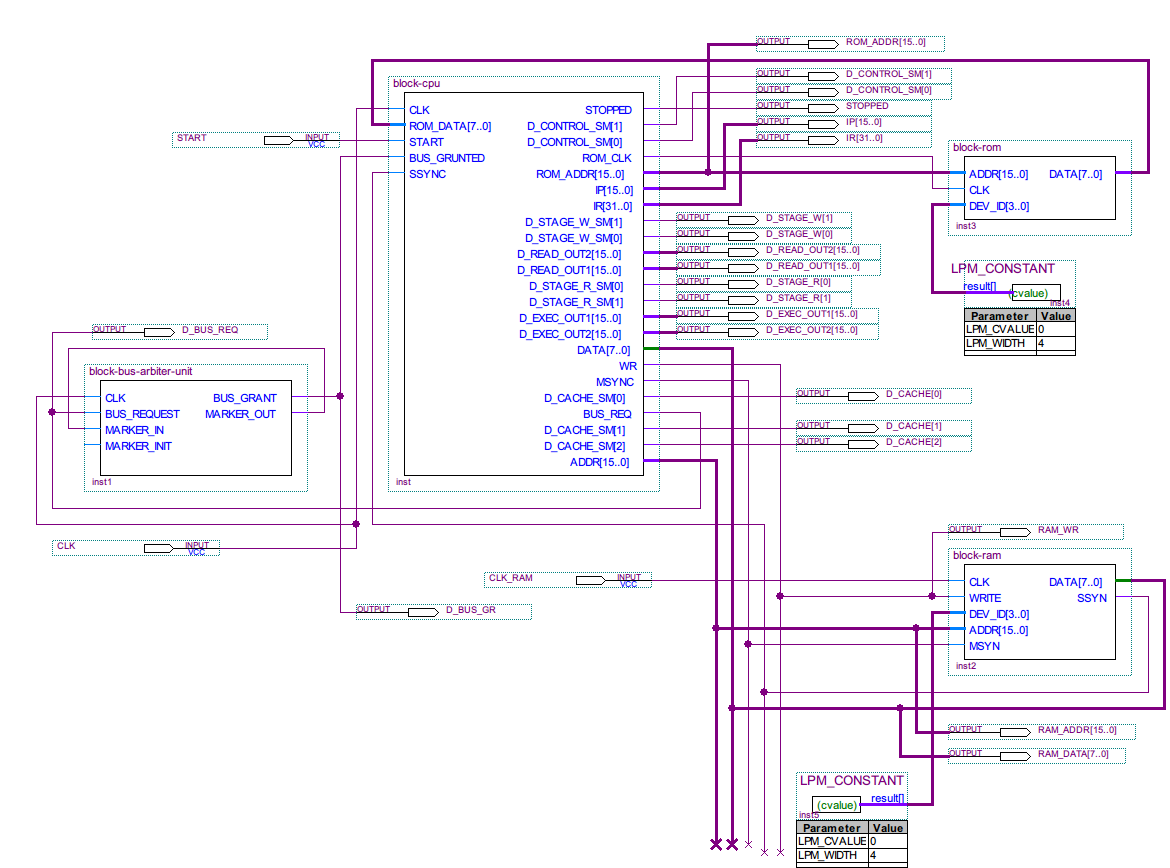 OUTPUT ROM_ADDR[15..0]
OUTPUT D_CONTROL_SM[1]
OUTPUT D_CONTROL_SM[0]
OUTPUT STOPPED
OUTPUT IP[15..0]
OUTPUT IR[31..0]
START INPUT
VCC
block-cpu
CLK STOPPED
ROM_DATA[7..0] D_CONTROL_SM[1]
START D_CONTROL_SM[0]
BUS_GRUNTED ROM_CLK
SSYNC ROM_ADDR[15..0]
IP[15..0]
IR[31..0]
D_STAGE_W_SM[1]
D_STAGE_W_SM[0]
D_READ_OUT2[15..0]
D_READ_OUT1[15..0]
D_STAGE_R_SM[0]
D_STAGE_R_SM[1]
D_EXEC_OUT1[15..0]
D_EXEC_OUT2[15..0]
DATA[7..0]
WR
MSYNC
D_CACHE_SM[0]
BUS_REQ
D_CACHE_SM[1]
D_CACHE_SM[2]
ADDR[15..0]
inst
block-rom
ADDR[15..0] DATA[7..0]
CLK
DEV_ID[3..0]
inst3
OUTPUT D_STAGE_W[1]
OUTPUT D_STAGE_W[0]
OUTPUT D_READ_OUT2[15..0]
OUTPUT D_READ_OUT1[15..0]
OUTPUT D_STAGE_R[0]
OUTPUT D_STAGE_R[1]
OUTPUT D_EXEC_OUT1[15..0]
OUTPUT D_EXEC_OUT2[15..0]
LPM_CONSTANT
result[]
(cvalue)
inst4
Parameter Value
LPM_CVALUE 0
LPM_WIDTH 4
OUTPUT D_BUS_REQ
block-bus-arbiter-unit
CLK BUS_GRANT
BUS_REQUEST MARKER_OUT
MARKER_IN
MARKER_INIT
inst1
OUTPUT D_CACHE[0]
OUTPUT D_CACHE[1]
OUTPUT D_CACHE[2]
CLK INPUT
VCC
CLK_RAM INPUT
VCC
OUTPUT D_BUS_GR
OUTPUT RAM_WR
block-ram
CLK DATA[7..0]
WRITE SSYN
DEV_ID[3..0]
ADDR[15..0]
MSYN
inst2
OUTPUT RAM_ADDR[15..0]
OUTPUT RAM_DATA[7..0]
LPM_CONSTANT
result[]
(cvalue)
inst5
Parameter Value
LPM_CVALUE 0
LPM_WIDTH 4